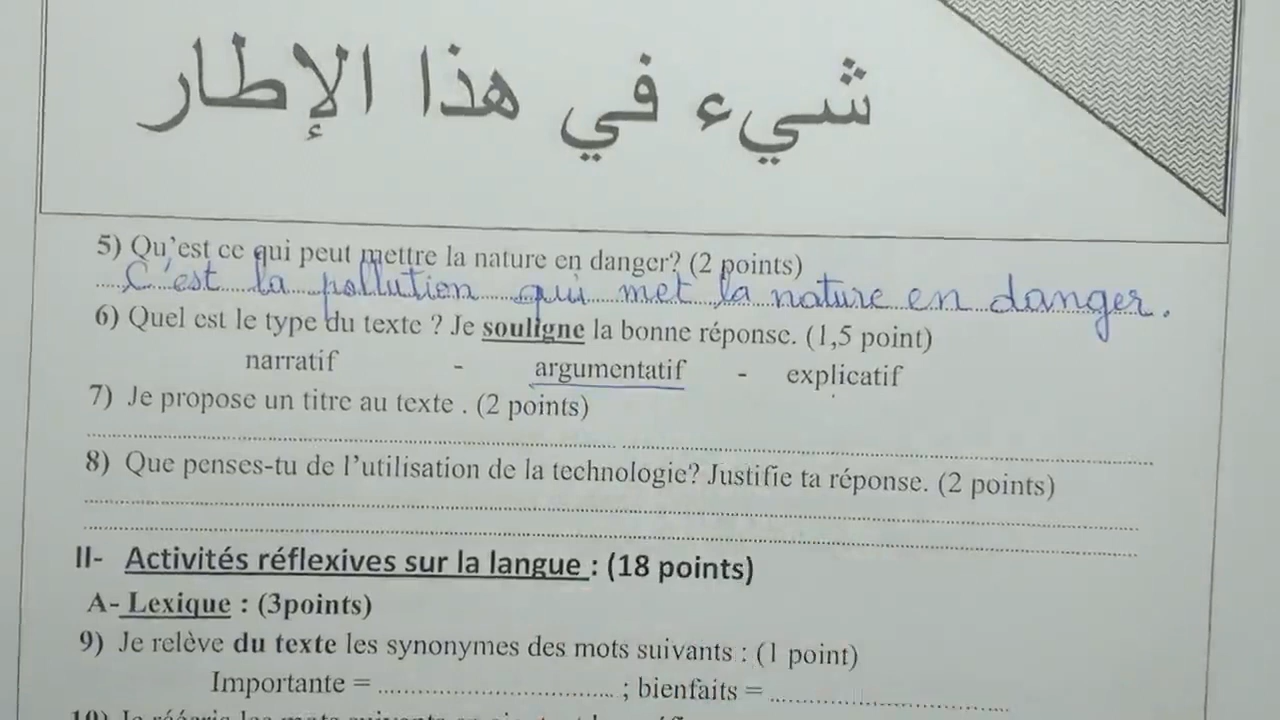 شيء في هذا الإطار
5) Qu'est ce qui peut mettre la nature en danger? (2 points)
C'est la pollution qui met la nature en danger.
6) Quel est le type du texte ? Je souligne la bonne réponse. (1,5 point)
narratif - argumentatif - explicatif
7) Je propose un titre au texte . (2 points)
8) Que penses-tu de l'utilisation de la technologie? Justifie ta réponse. (2 points)
II- Activités réflexives sur la langue : (18 points)
A- Lexique : (3points)
9) Je relève du texte les synonymes des mots suivants : (1 point)
Importante = ........................................ ; bienfaits = ........................................
10) Je